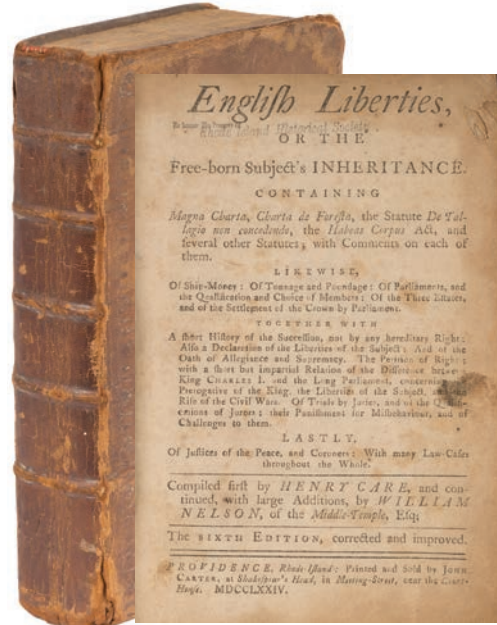 Engliſh Liberties,
Rhode Island Historical Society
OR THE
Free-born Subject's INHERITANCE.
CONTAINING
Magna Charta, Charta de Foreſta, the Statute De Tal-
lagio non concedendo, the Habeas Corpus Act, and
ſeveral other Statutes; with Comments on each of
them.
LIKEWISE,
Of Ship-Money: Of Tonnage and Poundage: Of Parliaments, and
the Qualification and Choice of Members: Of the Three Eſtates,
and of the Settlement of the Crown by Parliament.
TOGETHER WITH
A ſhort Hiſtory of the Succeſſion, not by any hereditary Right:
Alſo a Declaration of the Liberties of the Subject: And of the
Oath of Allegiance and Supremacy. The Petition of Right;
with a ſhort but impartial Relation of the Difference betwe
King CHARLES I. and the Long Parliament, concerning
Prerogative of the King, the Liberties of the Subject, and
Riſe of the Civil Wars. Of Trials by Juries, and of the
cations of Jurors; their Puniſhment for Miſbehaviour, and of
Challenges to them.
LASTLY,
Of Juſtices of the Peace, and Coroners: With many Law-Caſes
throughout the Whole.
Compiled firſt by HENRY CARE, and con-
tinued, with large Additions, by WILLIAM
NELSON, of the Middle-Temple, Eſq;
The SIXTH EDITION, corrected and improved.
PROVIDENCE, Rhode-Iſland: Printed and Sold by JOHN
CARTER, at Shakeſpear's Head, in Meeting-Street, near the Court-
Houſe. MDCCLXXIV.